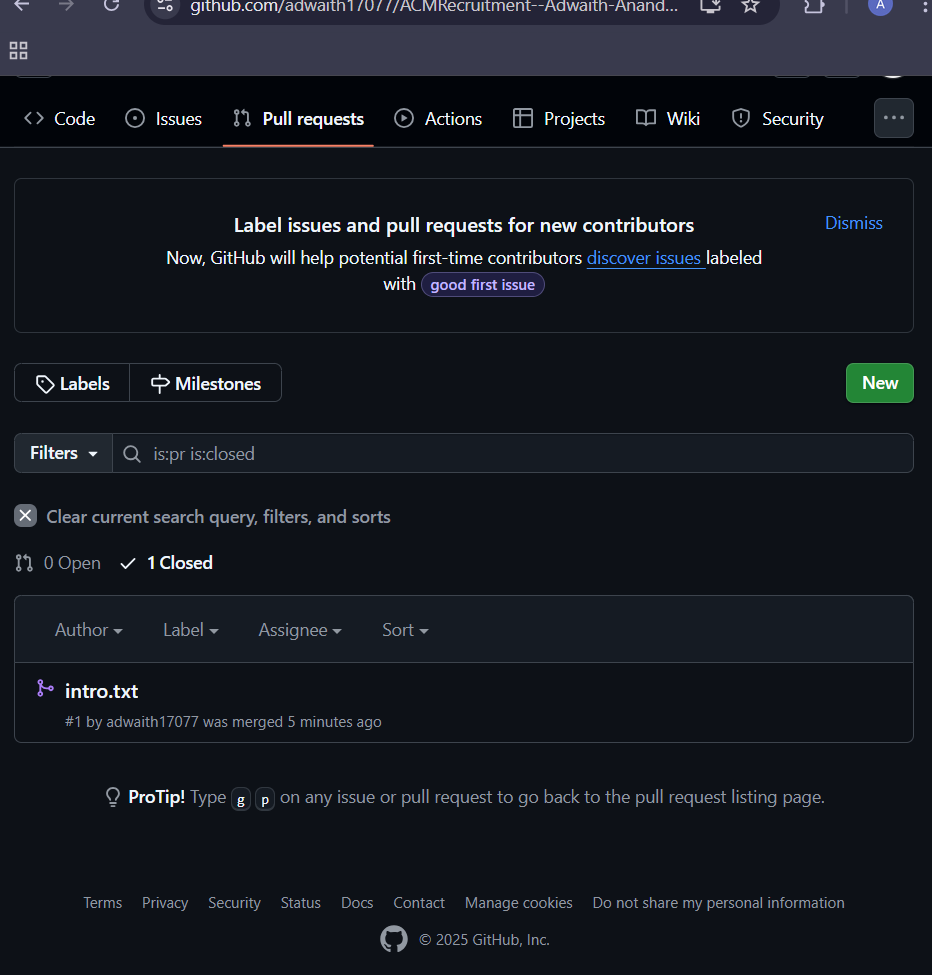 github.com/adwaith17077/ACMRecruitment--Adwaith-Anand...
A
Code Issues Pull requests Actions Projects Wiki Security
Label issues and pull requests for new contributors
Dismiss
Now, GitHub will help potential first-time contributors discover issues labeled
with good first issue
Labels Milestones
New
Filters is:pr is:closed
Clear current search query, filters, and sorts
0 Open 1 Closed
Author Label Assignee Sort
intro.txt
#1 by adwaith17077 was merged 5 minutes ago
ProTip! Type g p on any issue or pull request to go back to the pull request listing page.
Terms Privacy Security Status Docs Contact Manage cookies Do not share my personal information
© 2025 GitHub, Inc.